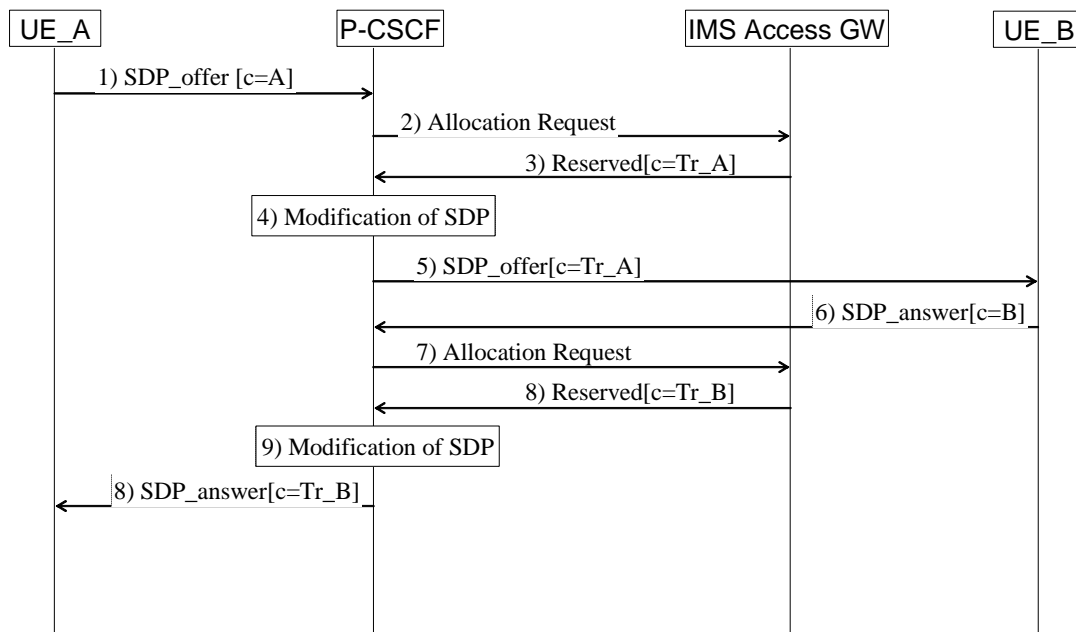 UE_A P-CSCF IMS Access GW UE_B
1) SDP_offer [c=A]
2) Allocation Request
3) Reserved[c=Tr_A]
4) Modification of SDP
5) SDP_offer[c=Tr_A]
6) SDP_answer[c=B]
7) Allocation Request
8) Reserved[c=Tr_B]
9) Modification of SDP
8) SDP_answer[c=Tr_B]